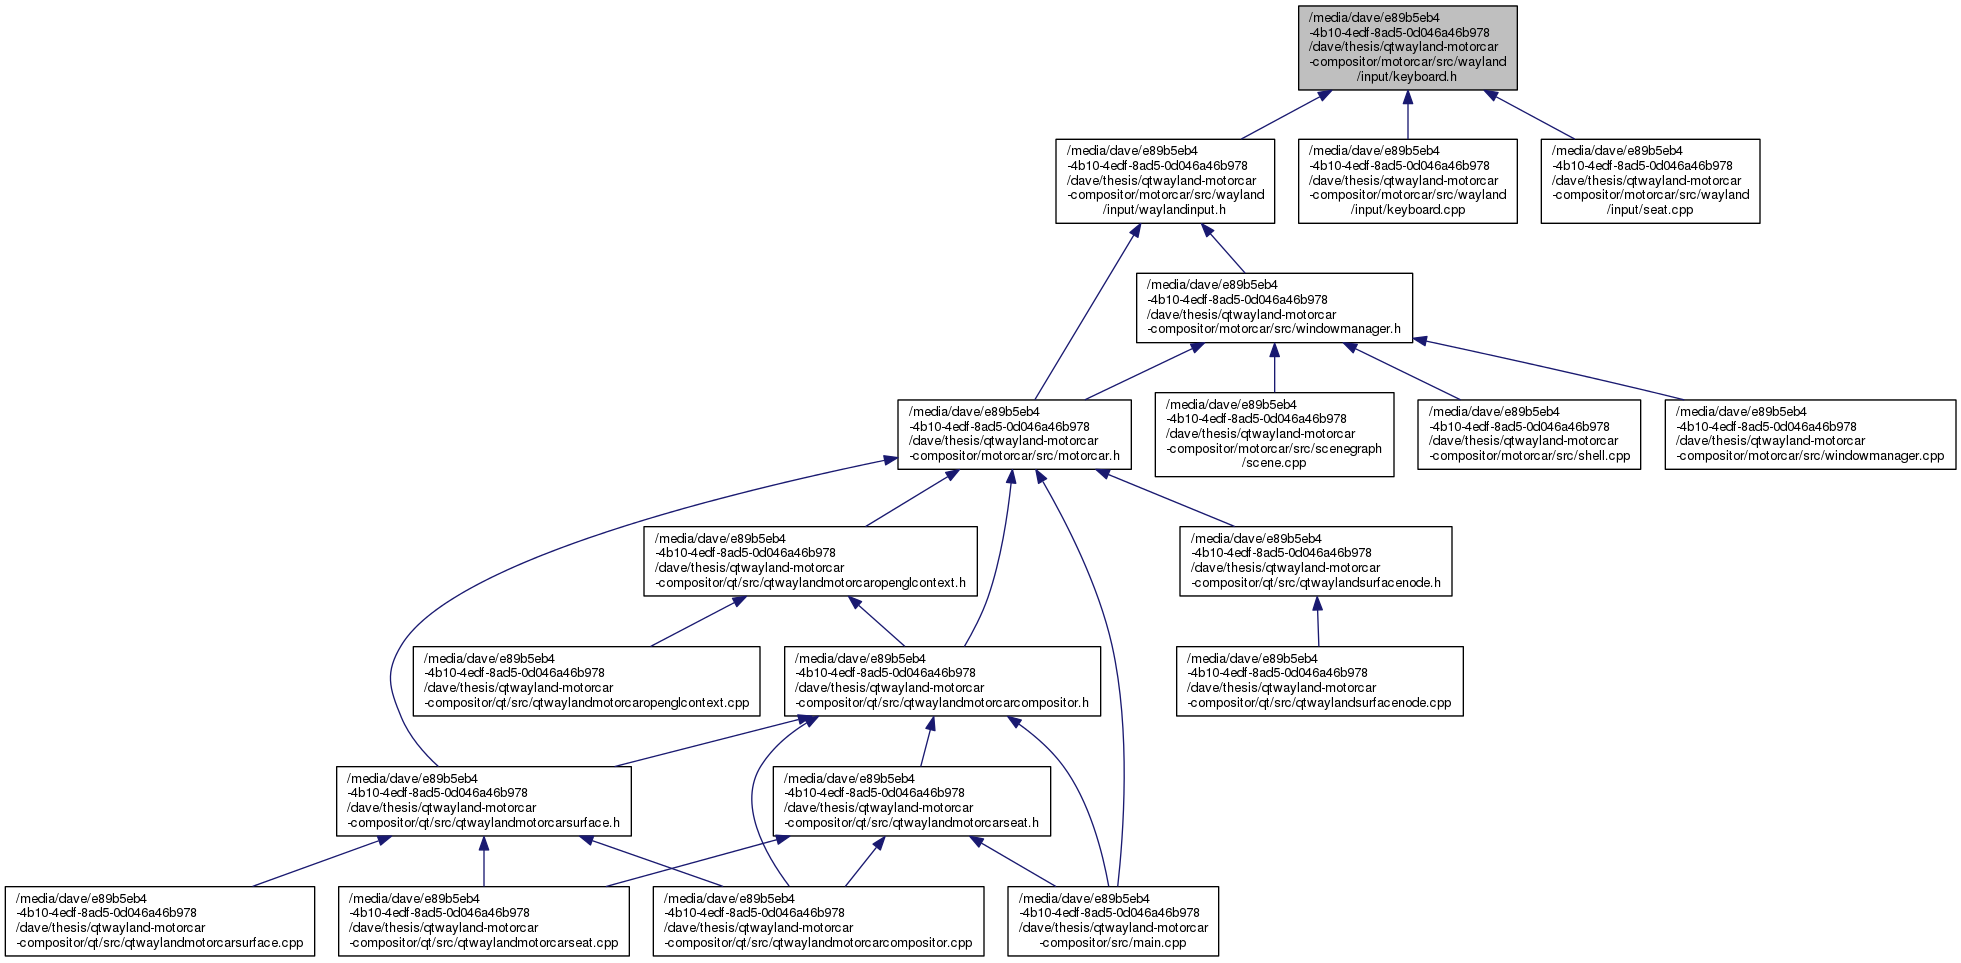 /media/dave/e89b5eb4
-4b10-4edf-8ad5-0d046a46b978
/dave/thesis/qtwayland-motorcar
-compositor/motorcar/src/wayland
/input/keyboard.h
/media/dave/e89b5eb4
-4b10-4edf-8ad5-0d046a46b978
/dave/thesis/qtwayland-motorcar
-compositor/motorcar/src/wayland
/input/waylandinput.h
/media/dave/e89b5eb4
-4b10-4edf-8ad5-0d046a46b978
/dave/thesis/qtwayland-motorcar
-compositor/motorcar/src/wayland
/input/keyboard.cpp
/media/dave/e89b5eb4
-4b10-4edf-8ad5-0d046a46b978
/dave/thesis/qtwayland-motorcar
-compositor/motorcar/src/wayland
/input/seat.cpp
/media/dave/e89b5eb4
-4b10-4edf-8ad5-0d046a46b978
/dave/thesis/qtwayland-motorcar
-compositor/motorcar/src/windowmanager.h
/media/dave/e89b5eb4
-4b10-4edf-8ad5-0d046a46b978
/dave/thesis/qtwayland-motorcar
-compositor/motorcar/src/motorcar.h
/media/dave/e89b5eb4
-4b10-4edf-8ad5-0d046a46b978
/dave/thesis/qtwayland-motorcar
-compositor/motorcar/src/scenegraph
/scene.cpp
/media/dave/e89b5eb4
-4b10-4edf-8ad5-0d046a46b978
/dave/thesis/qtwayland-motorcar
-compositor/motorcar/src/shell.cpp
/media/dave/e89b5eb4
-4b10-4edf-8ad5-0d046a46b978
/dave/thesis/qtwayland-motorcar
-compositor/motorcar/src/windowmanager.cpp
/media/dave/e89b5eb4
-4b10-4edf-8ad5-0d046a46b978
/dave/thesis/qtwayland-motorcar
-compositor/qt/src/qtwaylandmotorcaropenglcontext.h
/media/dave/e89b5eb4
-4b10-4edf-8ad5-0d046a46b978
/dave/thesis/qtwayland-motorcar
-compositor/qt/src/qtwaylandsurfacenode.h
/media/dave/e89b5eb4
-4b10-4edf-8ad5-0d046a46b978
/dave/thesis/qtwayland-motorcar
-compositor/qt/src/qtwaylandmotorcaropenglcontext.cpp
/media/dave/e89b5eb4
-4b10-4edf-8ad5-0d046a46b978
/dave/thesis/qtwayland-motorcar
-compositor/qt/src/qtwaylandmotorcarcompositor.h
/media/dave/e89b5eb4
-4b10-4edf-8ad5-0d046a46b978
/dave/thesis/qtwayland-motorcar
-compositor/qt/src/qtwaylandsurfacenode.cpp
/media/dave/e89b5eb4
-4b10-4edf-8ad5-0d046a46b978
/dave/thesis/qtwayland-motorcar
-compositor/qt/src/qtwaylandmotorcarsurface.h
/media/dave/e89b5eb4
-4b10-4edf-8ad5-0d046a46b978
/dave/thesis/qtwayland-motorcar
-compositor/qt/src/qtwaylandmotorcarseat.h
/media/dave/e89b5eb4
-4b10-4edf-8ad5-0d046a46b978
/dave/thesis/qtwayland-motorcar
-compositor/qt/src/qtwaylandmotorcarsurface.cpp
/media/dave/e89b5eb4
-4b10-4edf-8ad5-0d046a46b978
/dave/thesis/qtwayland-motorcar
-compositor/qt/src/qtwaylandmotorcarseat.cpp
/media/dave/e89b5eb4
-4b10-4edf-8ad5-0d046a46b978
/dave/thesis/qtwayland-motorcar
-compositor/qt/src/qtwaylandmotorcarcompositor.cpp
/media/dave/e89b5eb4
-4b10-4edf-8ad5-0d046a46b978
/dave/thesis/qtwayland-motorcar
-compositor/src/main.cpp